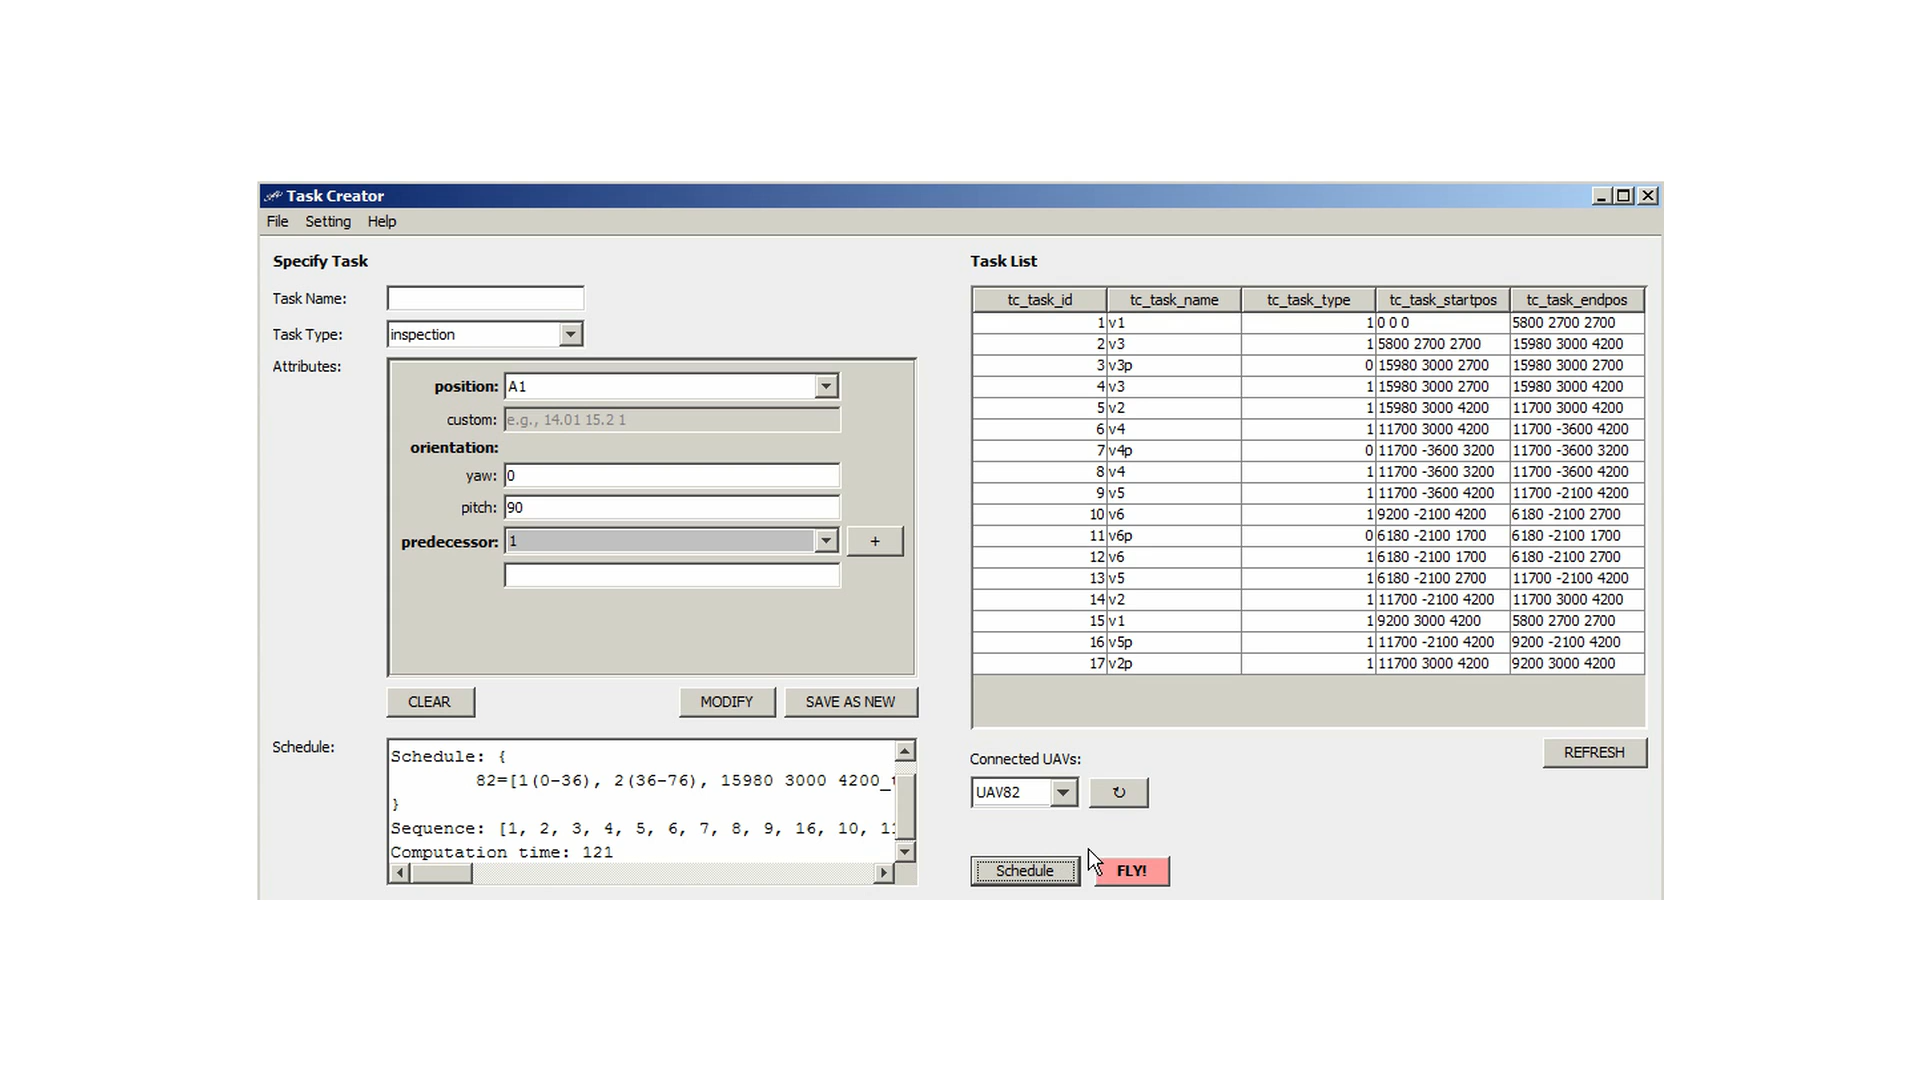 Task Creator
File Setting Help
Specify Task
Task Name:
Task Type: inspection
Attributes:
position: A1
custom: e.g., 14.01 15.2 1
orientation:
yaw: 0
pitch: 90
predecessor: 1 +
CLEAR MODIFY SAVE AS NEW
Schedule:
Schedule: {
82=[1(0-36), 2(36-76), 15980 3000 4200_
}
Sequence: [1, 2, 3, 4, 5, 6, 7, 8, 9, 16, 10,
Computation time: 121
Task List
tc_task_id tc_task_name tc_task_type tc_task_startpos tc_task_endpos
1 v1 1 0 0 0 5800 2700 2700
2 v3 1 5800 2700 2700 15980 3000 4200
3 v3p 0 15980 3000 2700 15980 3000 2700
4 v3 1 15980 3000 2700 15980 3000 4200
5 v2 1 15980 3000 4200 11700 3000 4200
6 v4 1 11700 3000 4200 11700 -3600 4200
7 v4p 0 11700 -3600 3200 11700 -3600 3200
8 v4 1 11700 -3600 3200 11700 -3600 4200
9 v5 1 11700 -3600 4200 11700 -2100 4200
10 v6 1 9200 -2100 4200 6180 -2100 2700
11 v6p 0 6180 -2100 1700 6180 -2100 1700
12 v6 1 6180 -2100 1700 6180 -2100 2700
13 v5 1 6180 -2100 2700 11700 -2100 4200
14 v2 1 11700 -2100 4200 11700 3000 4200
15 v1 1 9200 3000 4200 5800 2700 2700
16 v5p 1 11700 -2100 4200 9200 -2100 4200
17 v2p 1 11700 3000 4200 9200 3000 4200
REFRESH
Connected UAVs:
UAV82 ↻
Schedule FLY!